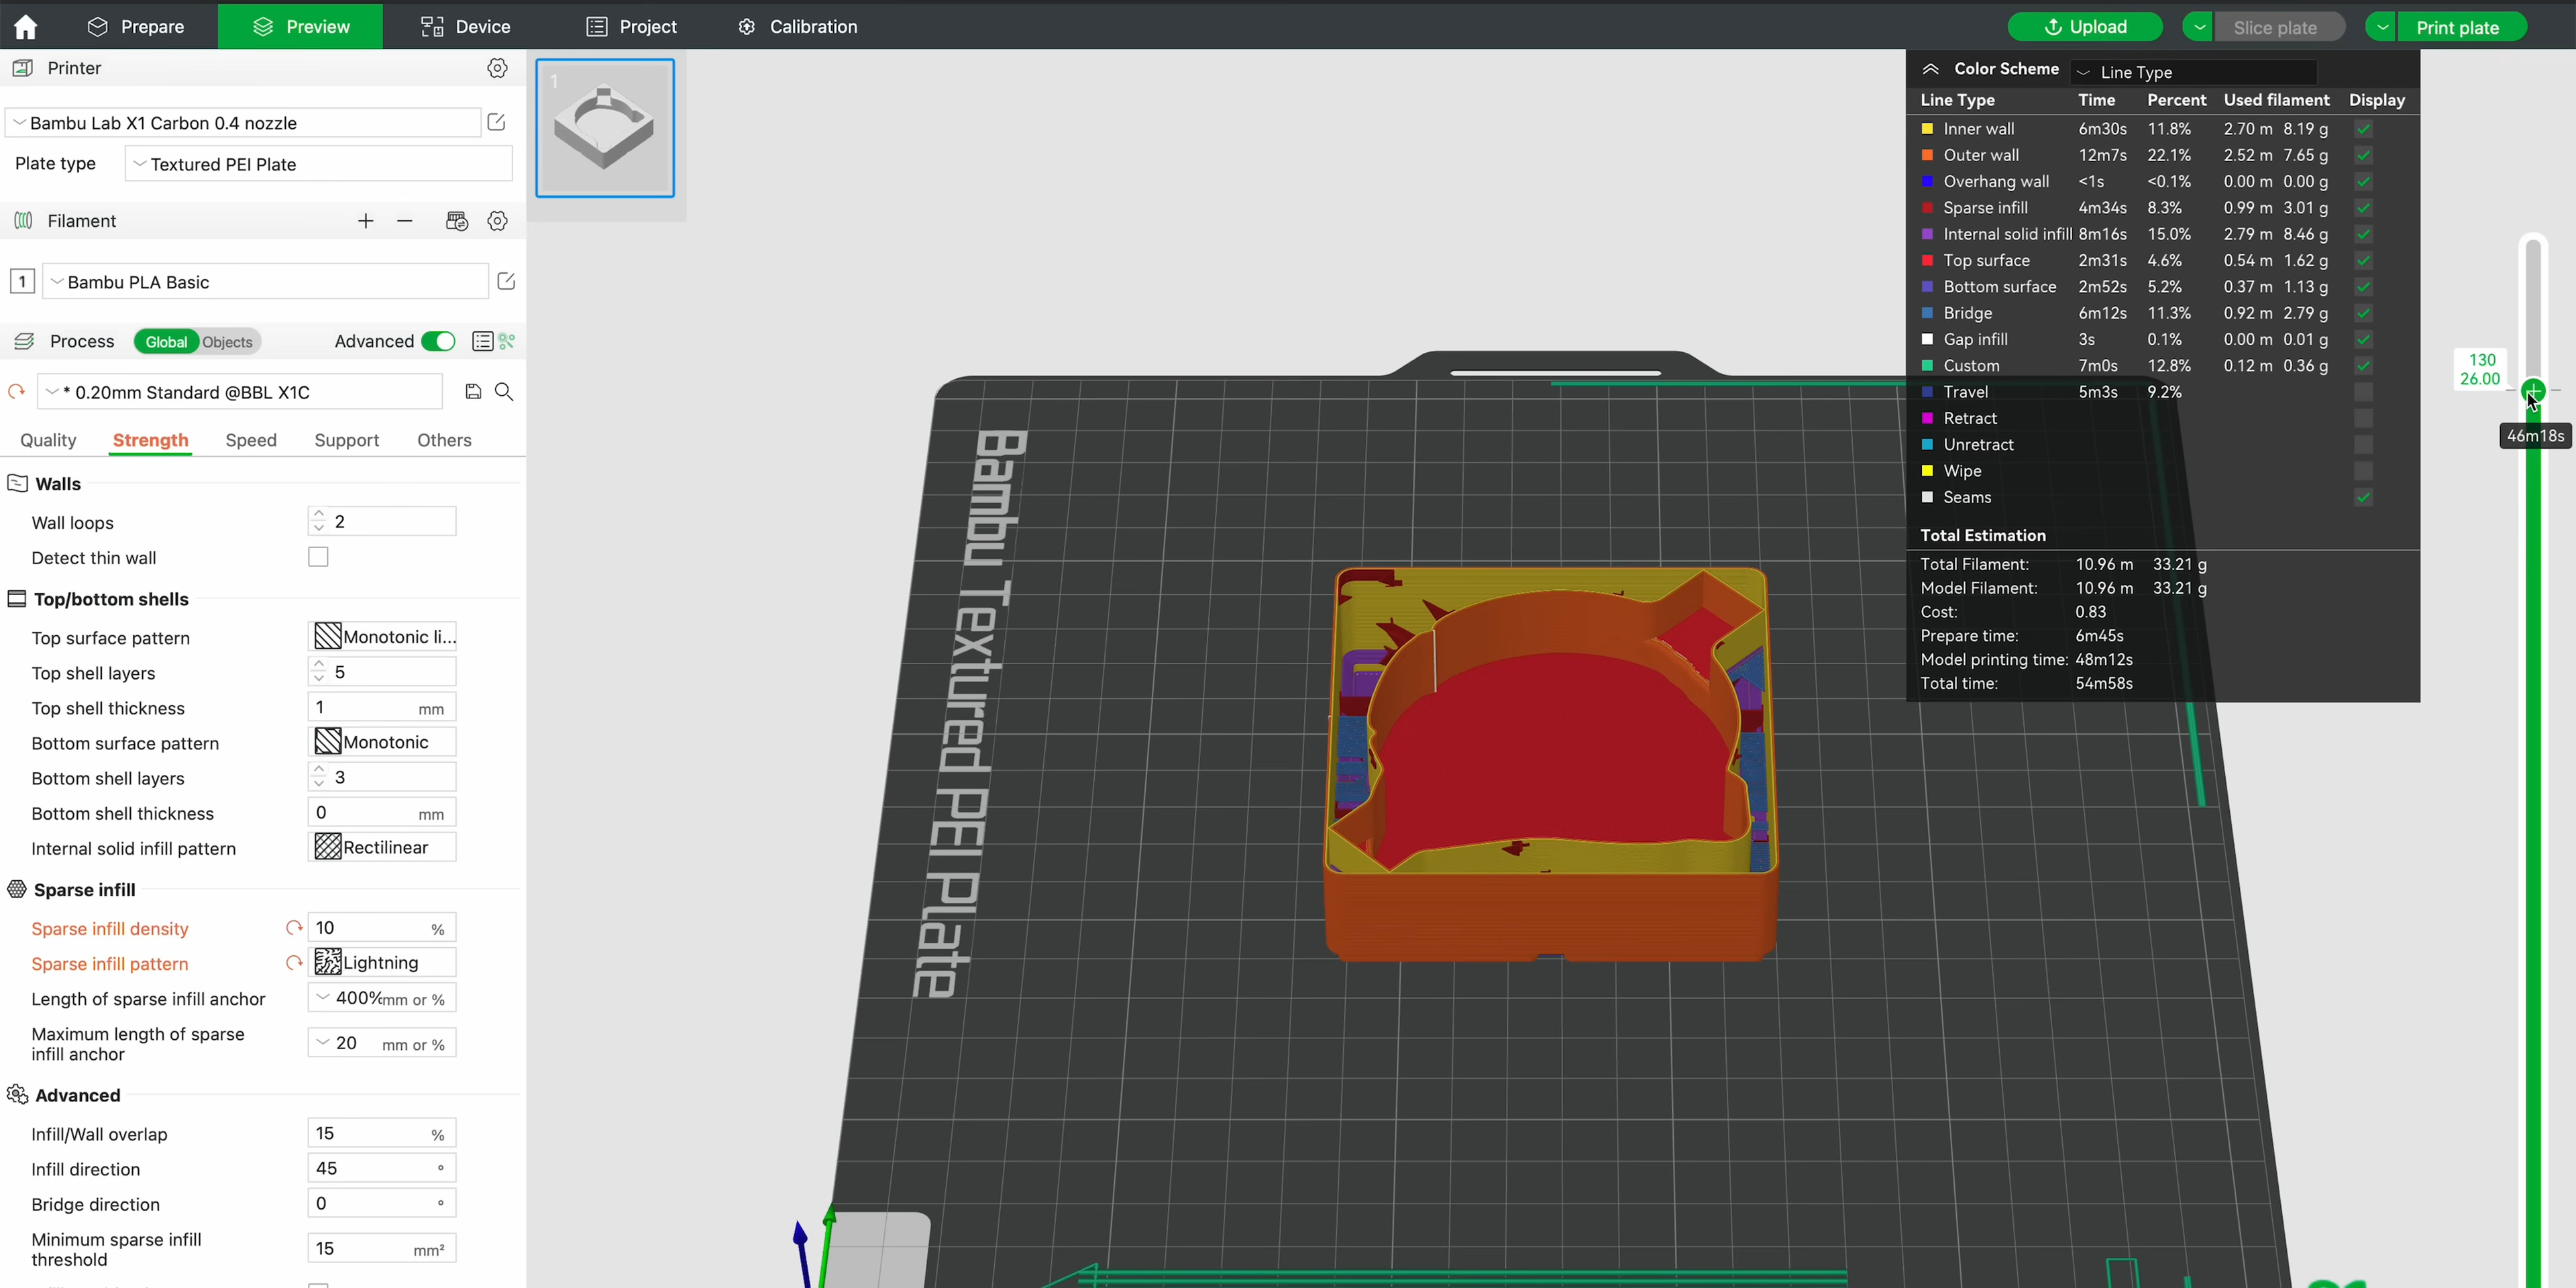 Prepare
Preview
Device
Project
Calibration
Upload
Slice plate
Print plate
Printer
Bambu Lab X1 Carbon 0.4 nozzle
Plate type
Textured PEI Plate
Filament
1
Bambu PLA Basic
Process
Global
Objects
Advanced
* 0.20mm Standard @BBL X1C
Quality
Strength
Speed
Support
Others
Walls
Wall loops 2
Detect thin wall
Top/bottom shells
Top surface pattern Monotonic li...
Top shell layers 5
Top shell thickness 1 mm
Bottom surface pattern Monotonic
Bottom shell layers 3
Bottom shell thickness 0 mm
Internal solid infill pattern Rectilinear
Sparse infill
Sparse infill density 10 %
Sparse infill pattern Lightning
Length of sparse infill anchor 400% mm or %
Maximum length of sparse
infill anchor 20 mm or %
Advanced
Infill/Wall overlap 15 %
Infill direction 45 °
Bridge direction 0 °
Minimum sparse infill
threshold 15 mm²
1
Bambu Textured PEI Plate
Color Scheme Line Type
Line Type Time Percent Used filament Display
Inner wall 6m30s 11.8% 2.70 m 8.19 g
Outer wall 12m7s 22.1% 2.52 m 7.65 g
Overhang wall <1s <0.1% 0.00 m 0.00 g
Sparse infill 4m34s 8.3% 0.99 m 3.01 g
Internal solid infill 8m16s 15.0% 2.79 m 8.46 g
Top surface 2m31s 4.6% 0.54 m 1.62 g
Bottom surface 2m52s 5.2% 0.37 m 1.13 g
Bridge 6m12s 11.3% 0.92 m 2.79 g
Gap infill 3s 0.1% 0.00 m 0.01 g
Custom 7m0s 12.8% 0.12 m 0.36 g
Travel 5m3s 9.2%
Retract
Unretract
Wipe
Seams
Total Estimation
Total Filament: 10.96 m 33.21 g
Model Filament: 10.96 m 33.21 g
Cost: 0.83
Prepare time: 6m45s
Model printing time: 48m12s
Total time: 54m58s
130
26.00
46m18s